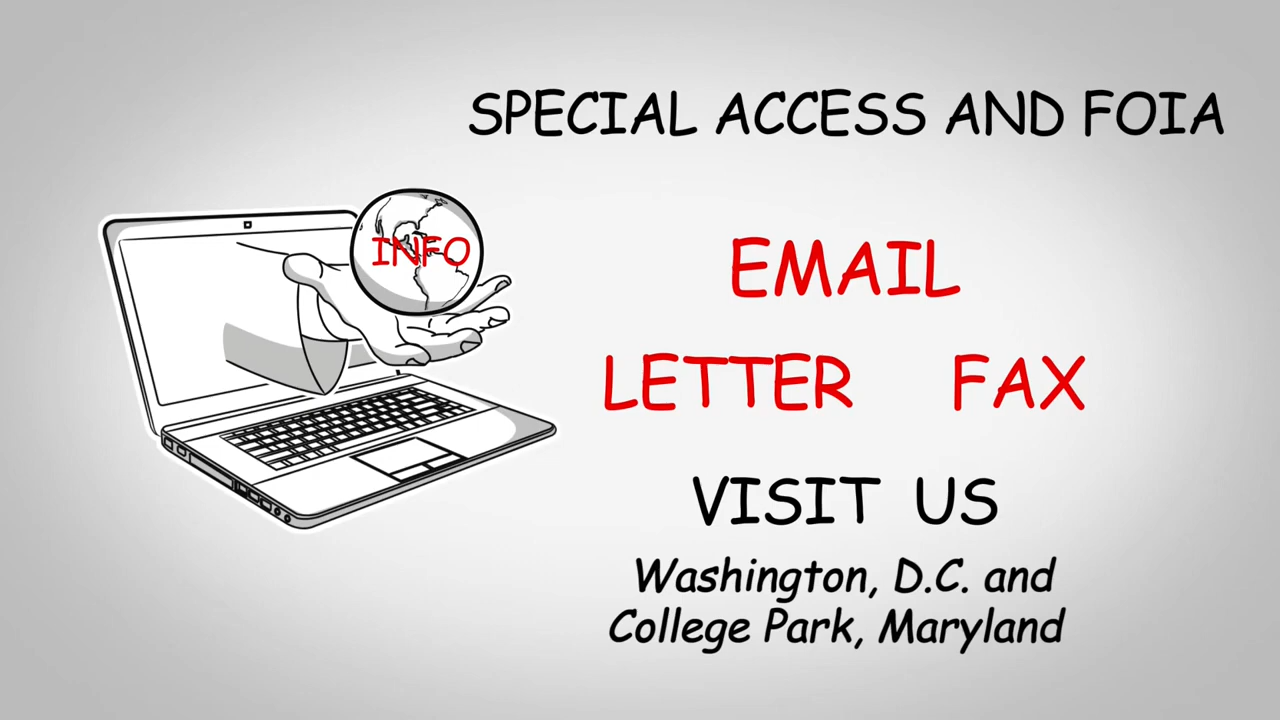 SPECIAL ACCESS AND FOIA
INFO
EMAIL
LETTER FAX
VISIT US
Washington, D.C. and
College Park, Maryland